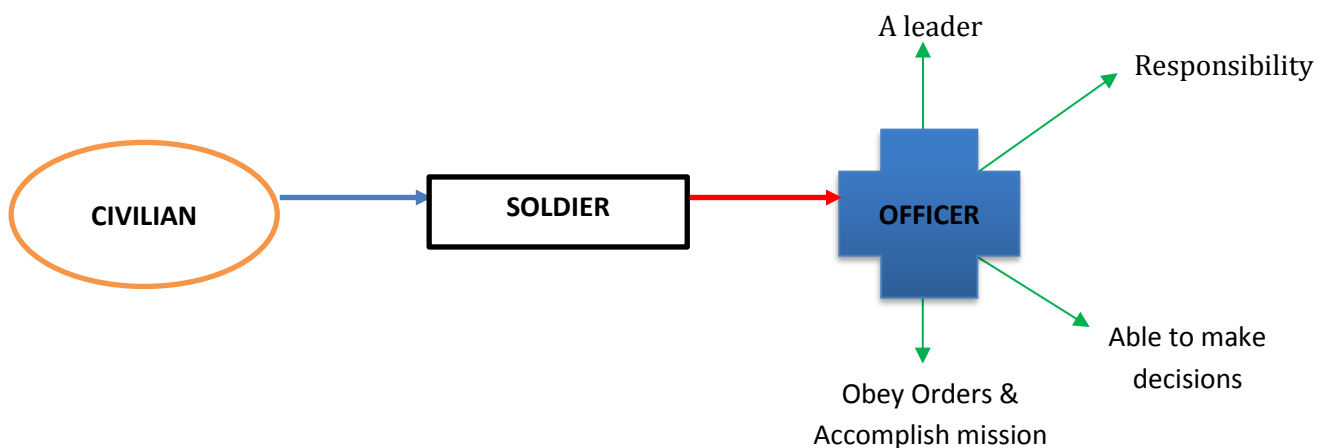 A leader
Responsibility
CIVILIAN
SOLDIER
OFFICER
Able to make
decisions
Obey Orders &
Accomplish mission